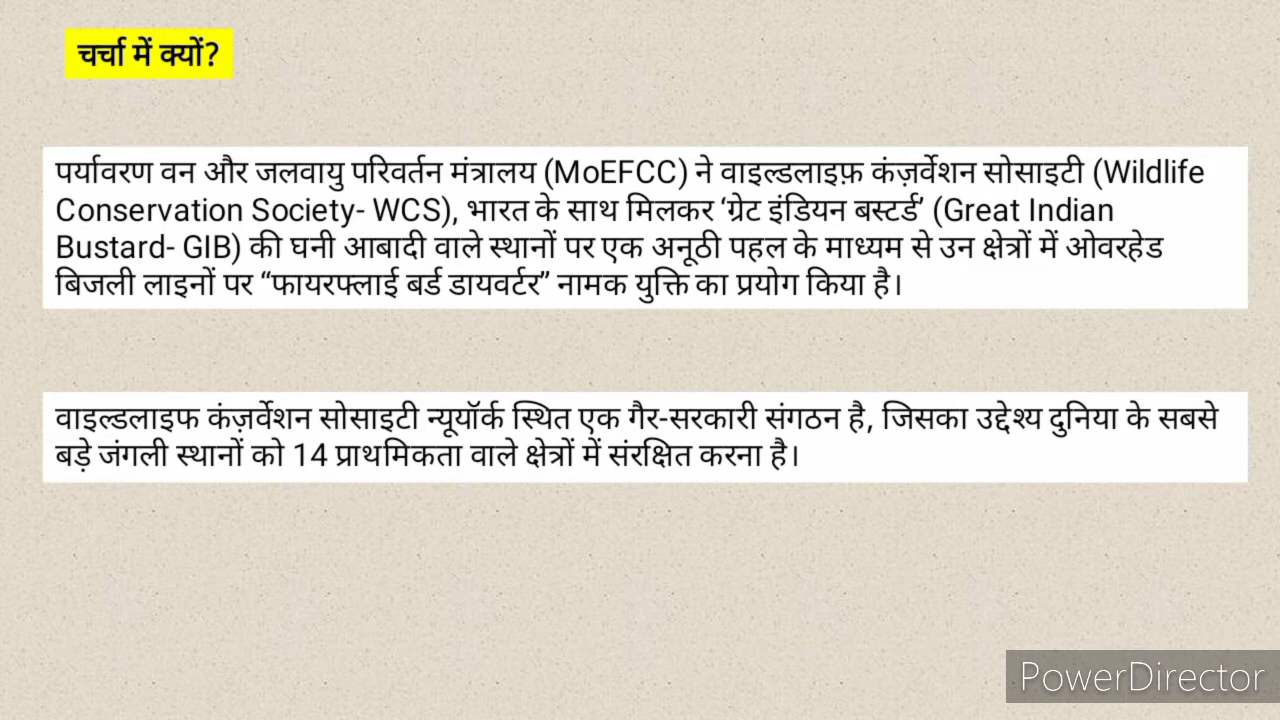 चर्चा में क्यों?
पर्यावरण वन और जलवायु परिवर्तन मंत्रालय (MoEFCC) ने वाइल्डलाइफ़ कंज़र्वेशन सोसाइटी (Wildlife
Conservation Society- WCS), भारत के साथ मिलकर ‘ग्रेट इंडियन बस्टर्ड’ (Great Indian
Bustard- GIB) की घनी आबादी वाले स्थानों पर एक अनूठी पहल के माध्यम से उन क्षेत्रों में ओवरहेड
बिजली लाइनों पर “फायरफ्लाई बर्ड डायवर्टर” नामक युक्ति का प्रयोग किया है।
वाइल्डलाइफ कंज़र्वेशन सोसाइटी न्यूयॉर्क स्थित एक गैर-सरकारी संगठन है, जिसका उद्देश्य दुनिया के सबसे
बड़े जंगली स्थानों को 14 प्राथमिकता वाले क्षेत्रों में संरक्षित करना है।
PowerDirector